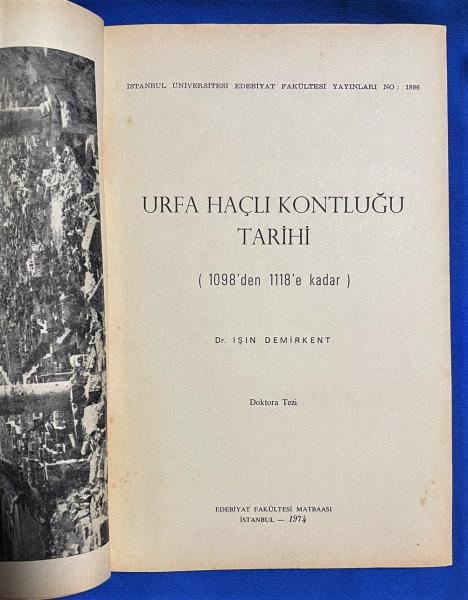 İSTANBUL ÜNİVERSİTESİ EDEBİYAT FAKÜLTESİ YAYINLARI NO: 1896
URFA HAÇLI KONTLUĞU
TARİHİ
( 1098'den 1118'e kadar )
Dr. IŞIN DEMİRKENT
Doktora Tezi
EDEBİYAT FAKÜLTESİ MATBAASI
İSTANBUL — 1974